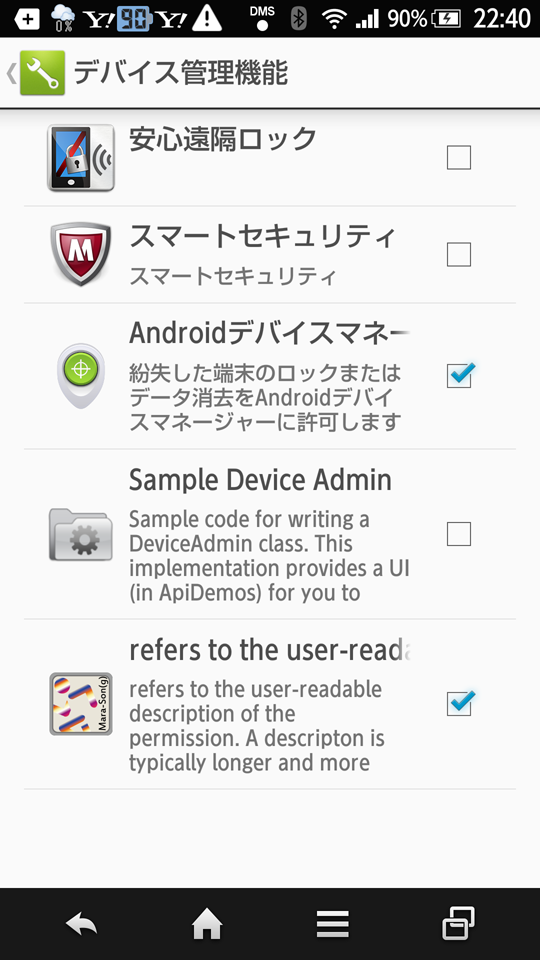 0%
Y!
90
Y!
DMS
90%
22:40
デバイス管理機能
安心遠隔ロック
M
スマートセキュリティ
スマートセキュリティ
Androidデバイスマネー
紛失した端末のロックまたは
データ消去をAndroidデバイ
スマネージャーに許可します
Sample Device Admin
Sample code for writing a
DeviceAdmin class. This
implementation provides a UI
(in ApiDemos) for you to
refers to the user-reada
Mara-Son(g)
refers to the user-readable
description of the
permission. A descripton is
typically longer and more